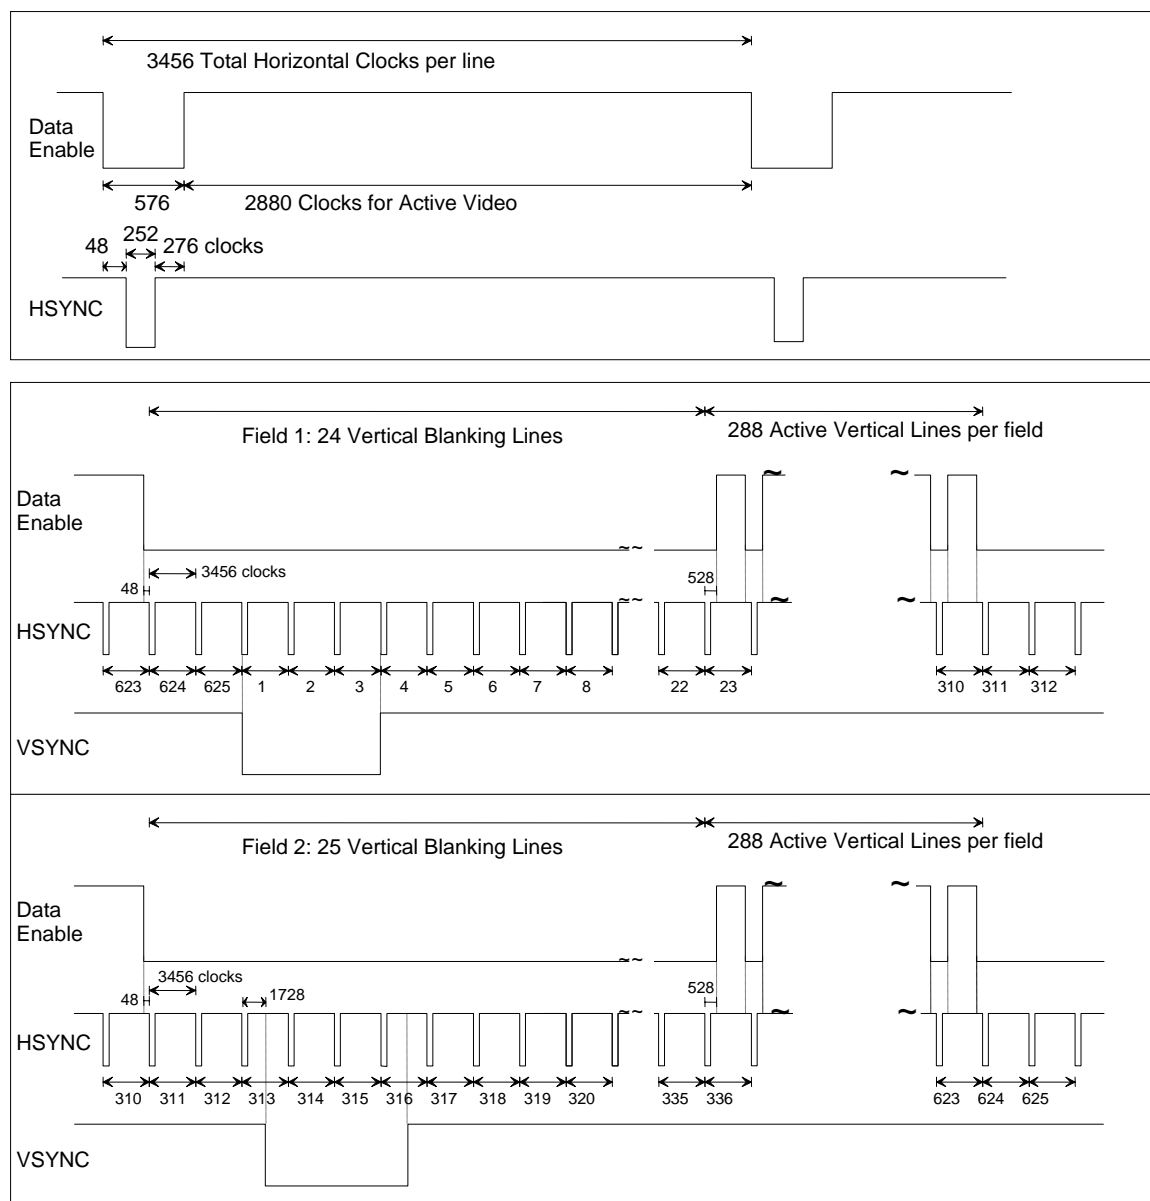 3456 Total Horizontal Clocks per line
Data
Enable
576
2880 Clocks for Active Video
252
48
276 clocks
HSYNC
Field 1: 24 Vertical Blanking Lines
288 Active Vertical Lines per field
~
~
Data
Enable
~~
3456 clocks
48
528
~~
~
~
HSYNC
623 624 625 1 2 3 4 5 6 7 8 22 23 310 311 312
VSYNC
Field 2: 25 Vertical Blanking Lines
288 Active Vertical Lines per field
~
~
Data
Enable
~~
3456 clocks
48
1728
528
~~
~
~
HSYNC
310 311 312 313 314 315 316 317 318 319 320 335 336 623 624 625
VSYNC